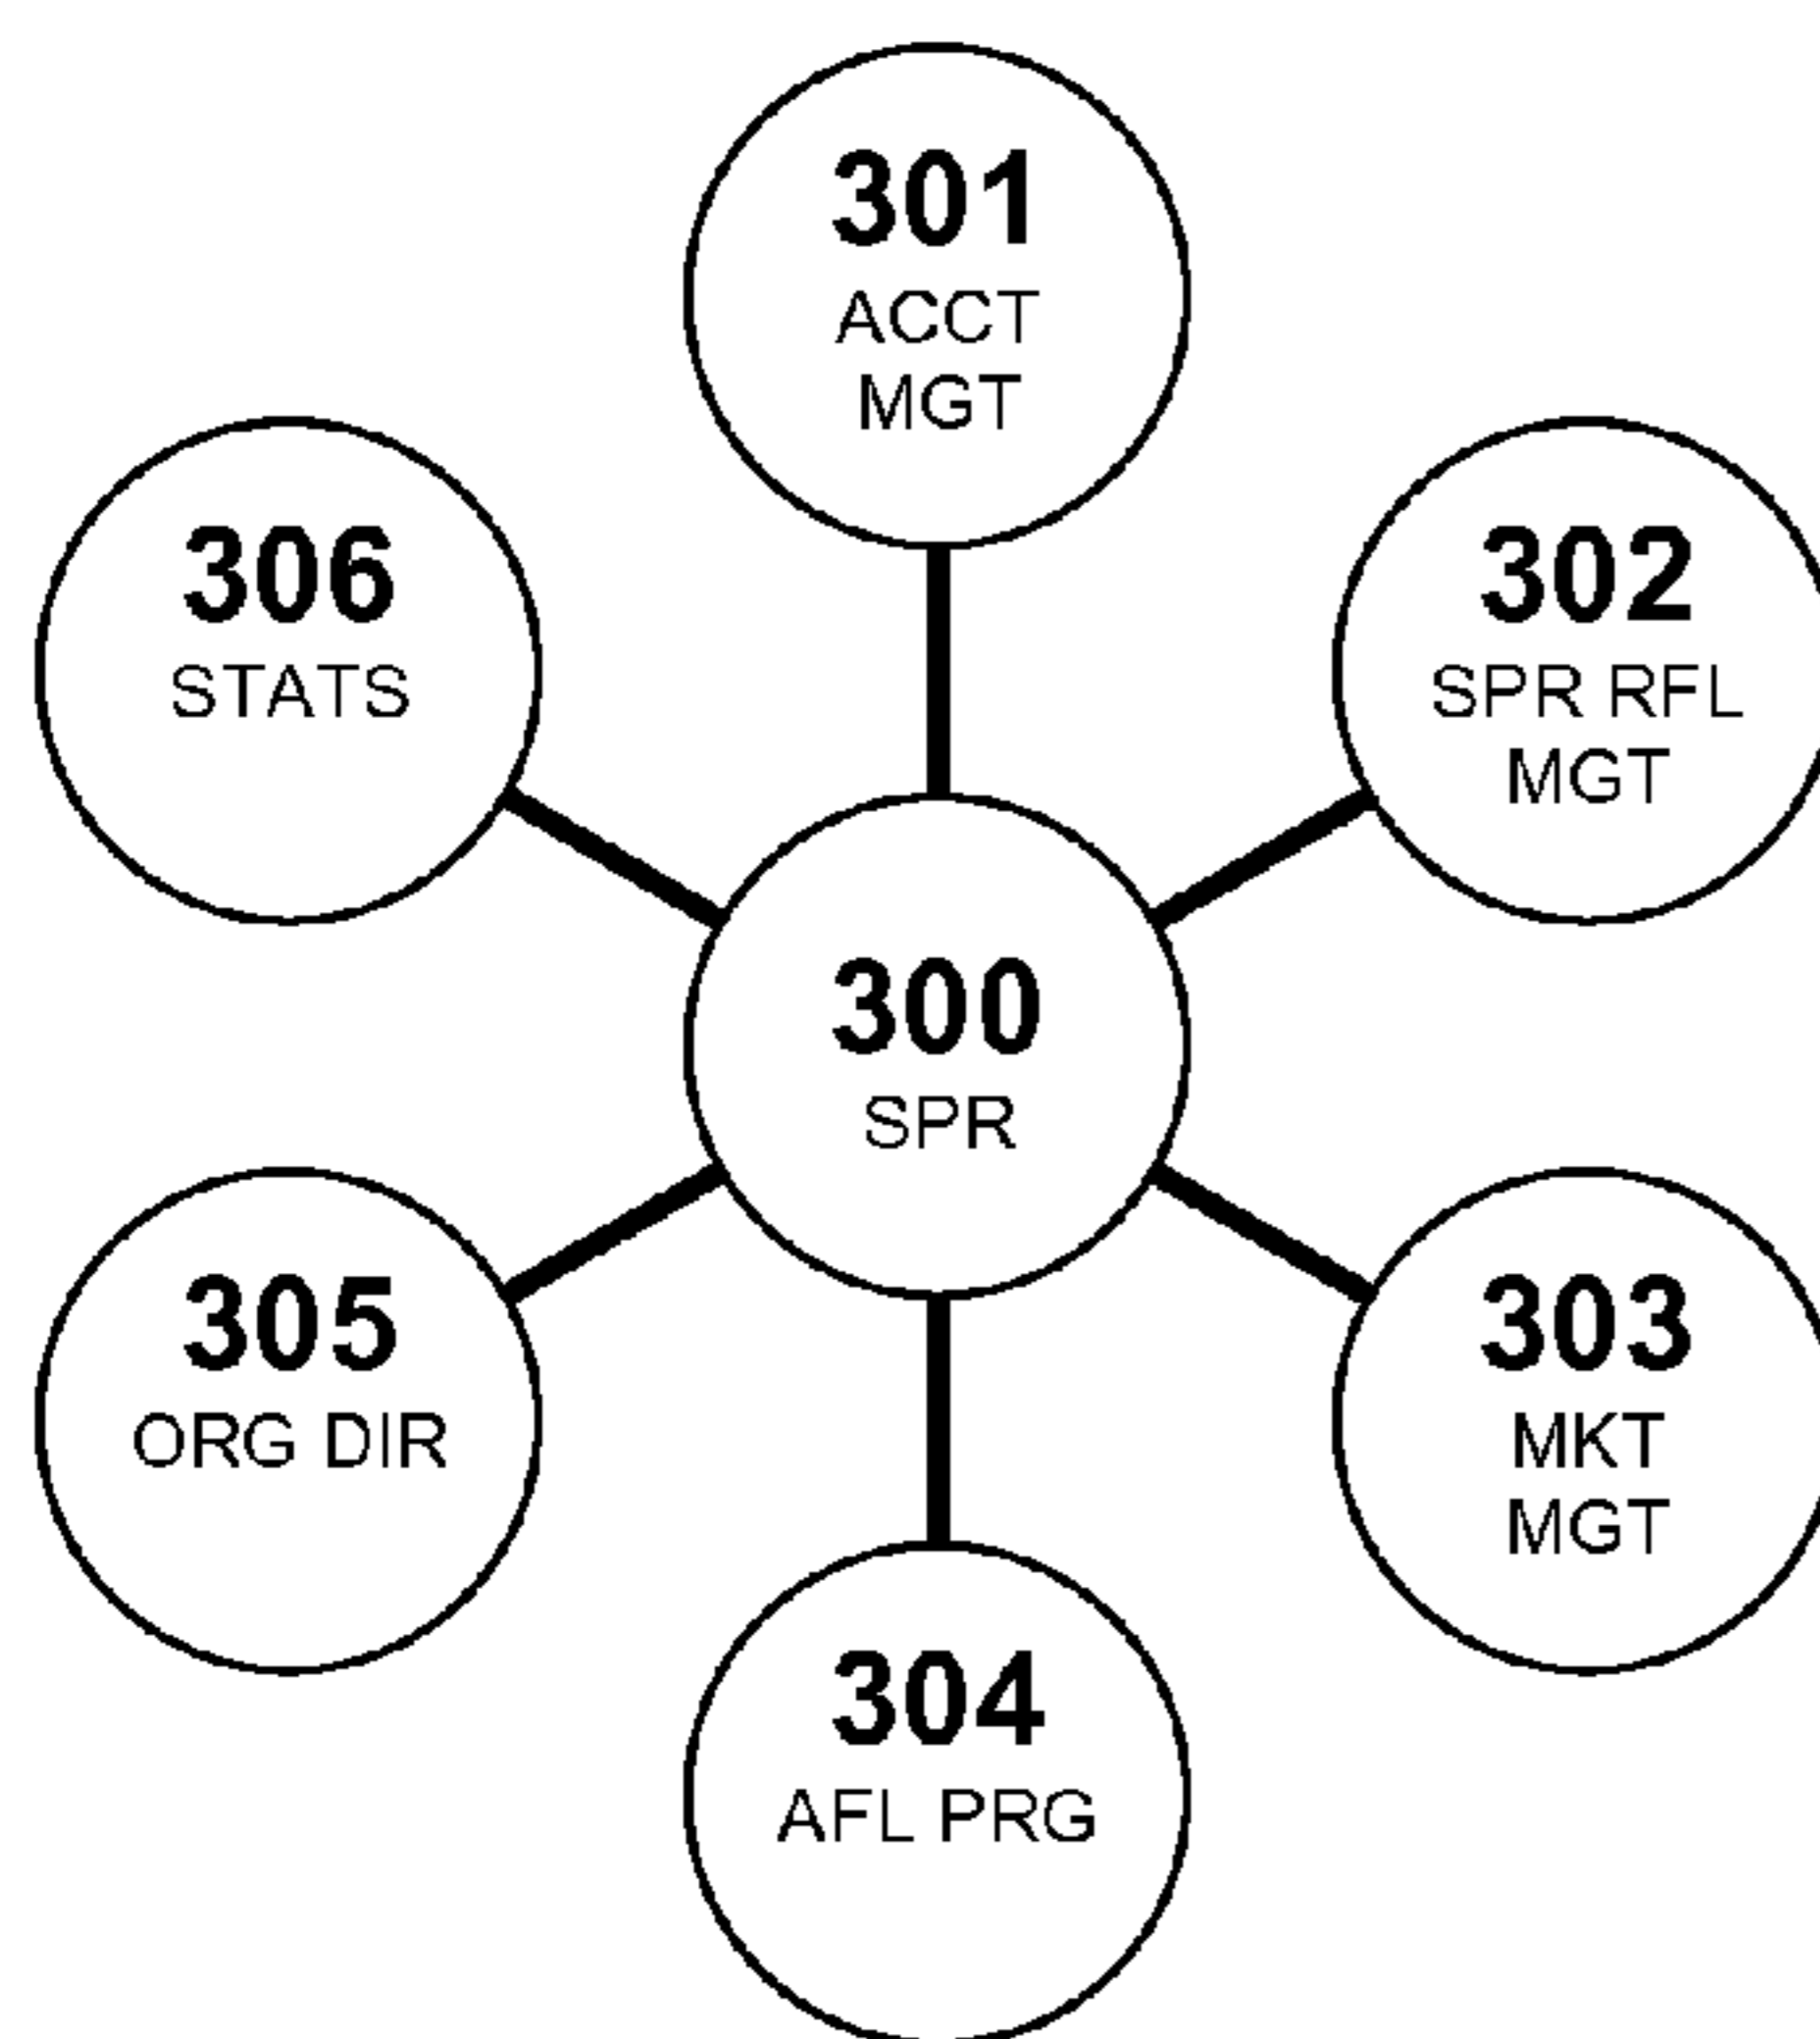 301
ACCT
MGT
306
STATS
302
SPR RFL
MGT
300
SPR
305
ORG DIR
303
MKT
MGT
304
AFL PRG